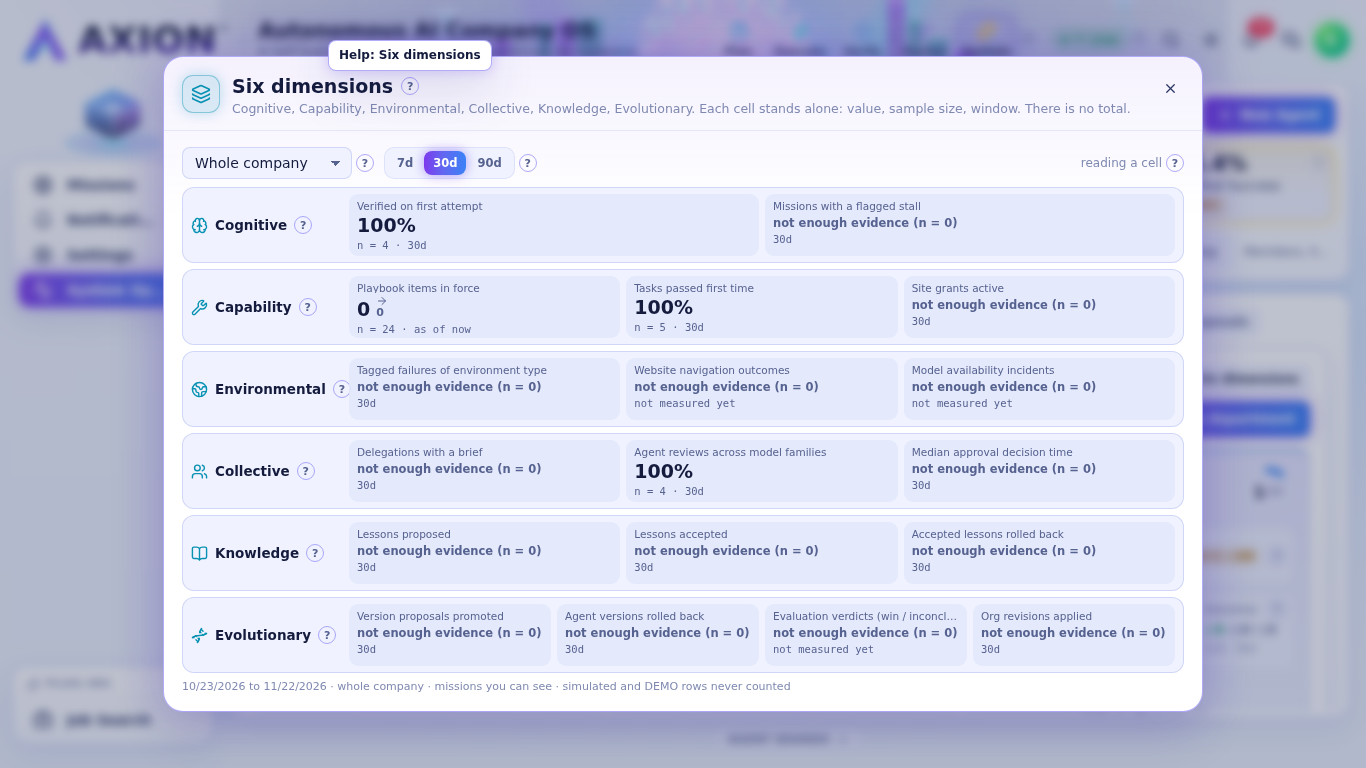 AXION
Autonomous AI Company OS
Help: Six dimensions
Six dimensions ?
Cognitive, Capability, Environmental, Collective, Knowledge, Evolutionary. Each cell stands alone: value, sample size, window. There is no total.
Whole company ? 7d 30d 90d ? reading a cell ?
Cognitive ?
Verified on first attempt
100%
n = 4 · 30d
Missions with a flagged stall
not enough evidence (n = 0)
30d
Capability ?
Playbook items in force
0 → 0
n = 24 · as of now
Tasks passed first time
100%
n = 5 · 30d
Site grants active
not enough evidence (n = 0)
30d
Environmental ?
Tagged failures of environment type
not enough evidence (n = 0)
30d
Website navigation outcomes
not enough evidence (n = 0)
not measured yet
Model availability incidents
not enough evidence (n = 0)
not measured yet
Collective ?
Delegations with a brief
not enough evidence (n = 0)
30d
Agent reviews across model families
100%
n = 4 · 30d
Median approval decision time
not enough evidence (n = 0)
30d
Knowledge ?
Lessons proposed
not enough evidence (n = 0)
30d
Lessons accepted
not enough evidence (n = 0)
30d
Accepted lessons rolled back
not enough evidence (n = 0)
30d
Evolutionary ?
Version proposals promoted
not enough evidence (n = 0)
30d
Agent versions rolled back
not enough evidence (n = 0)
30d
Evaluation verdicts (win / inconcl...
not enough evidence (n = 0)
not measured yet
Org revisions applied
not enough evidence (n = 0)
30d
10/23/2026 to 11/22/2026 · whole company · missions you can see · simulated and DEMO rows never counted
Missions
Settings
Job Search
New Agent